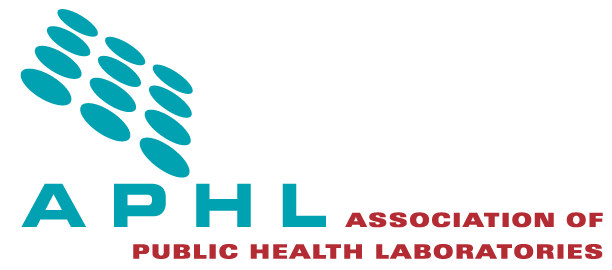 APHL ASSOCIATION OF
PUBLIC HEALTH LABORATORIES